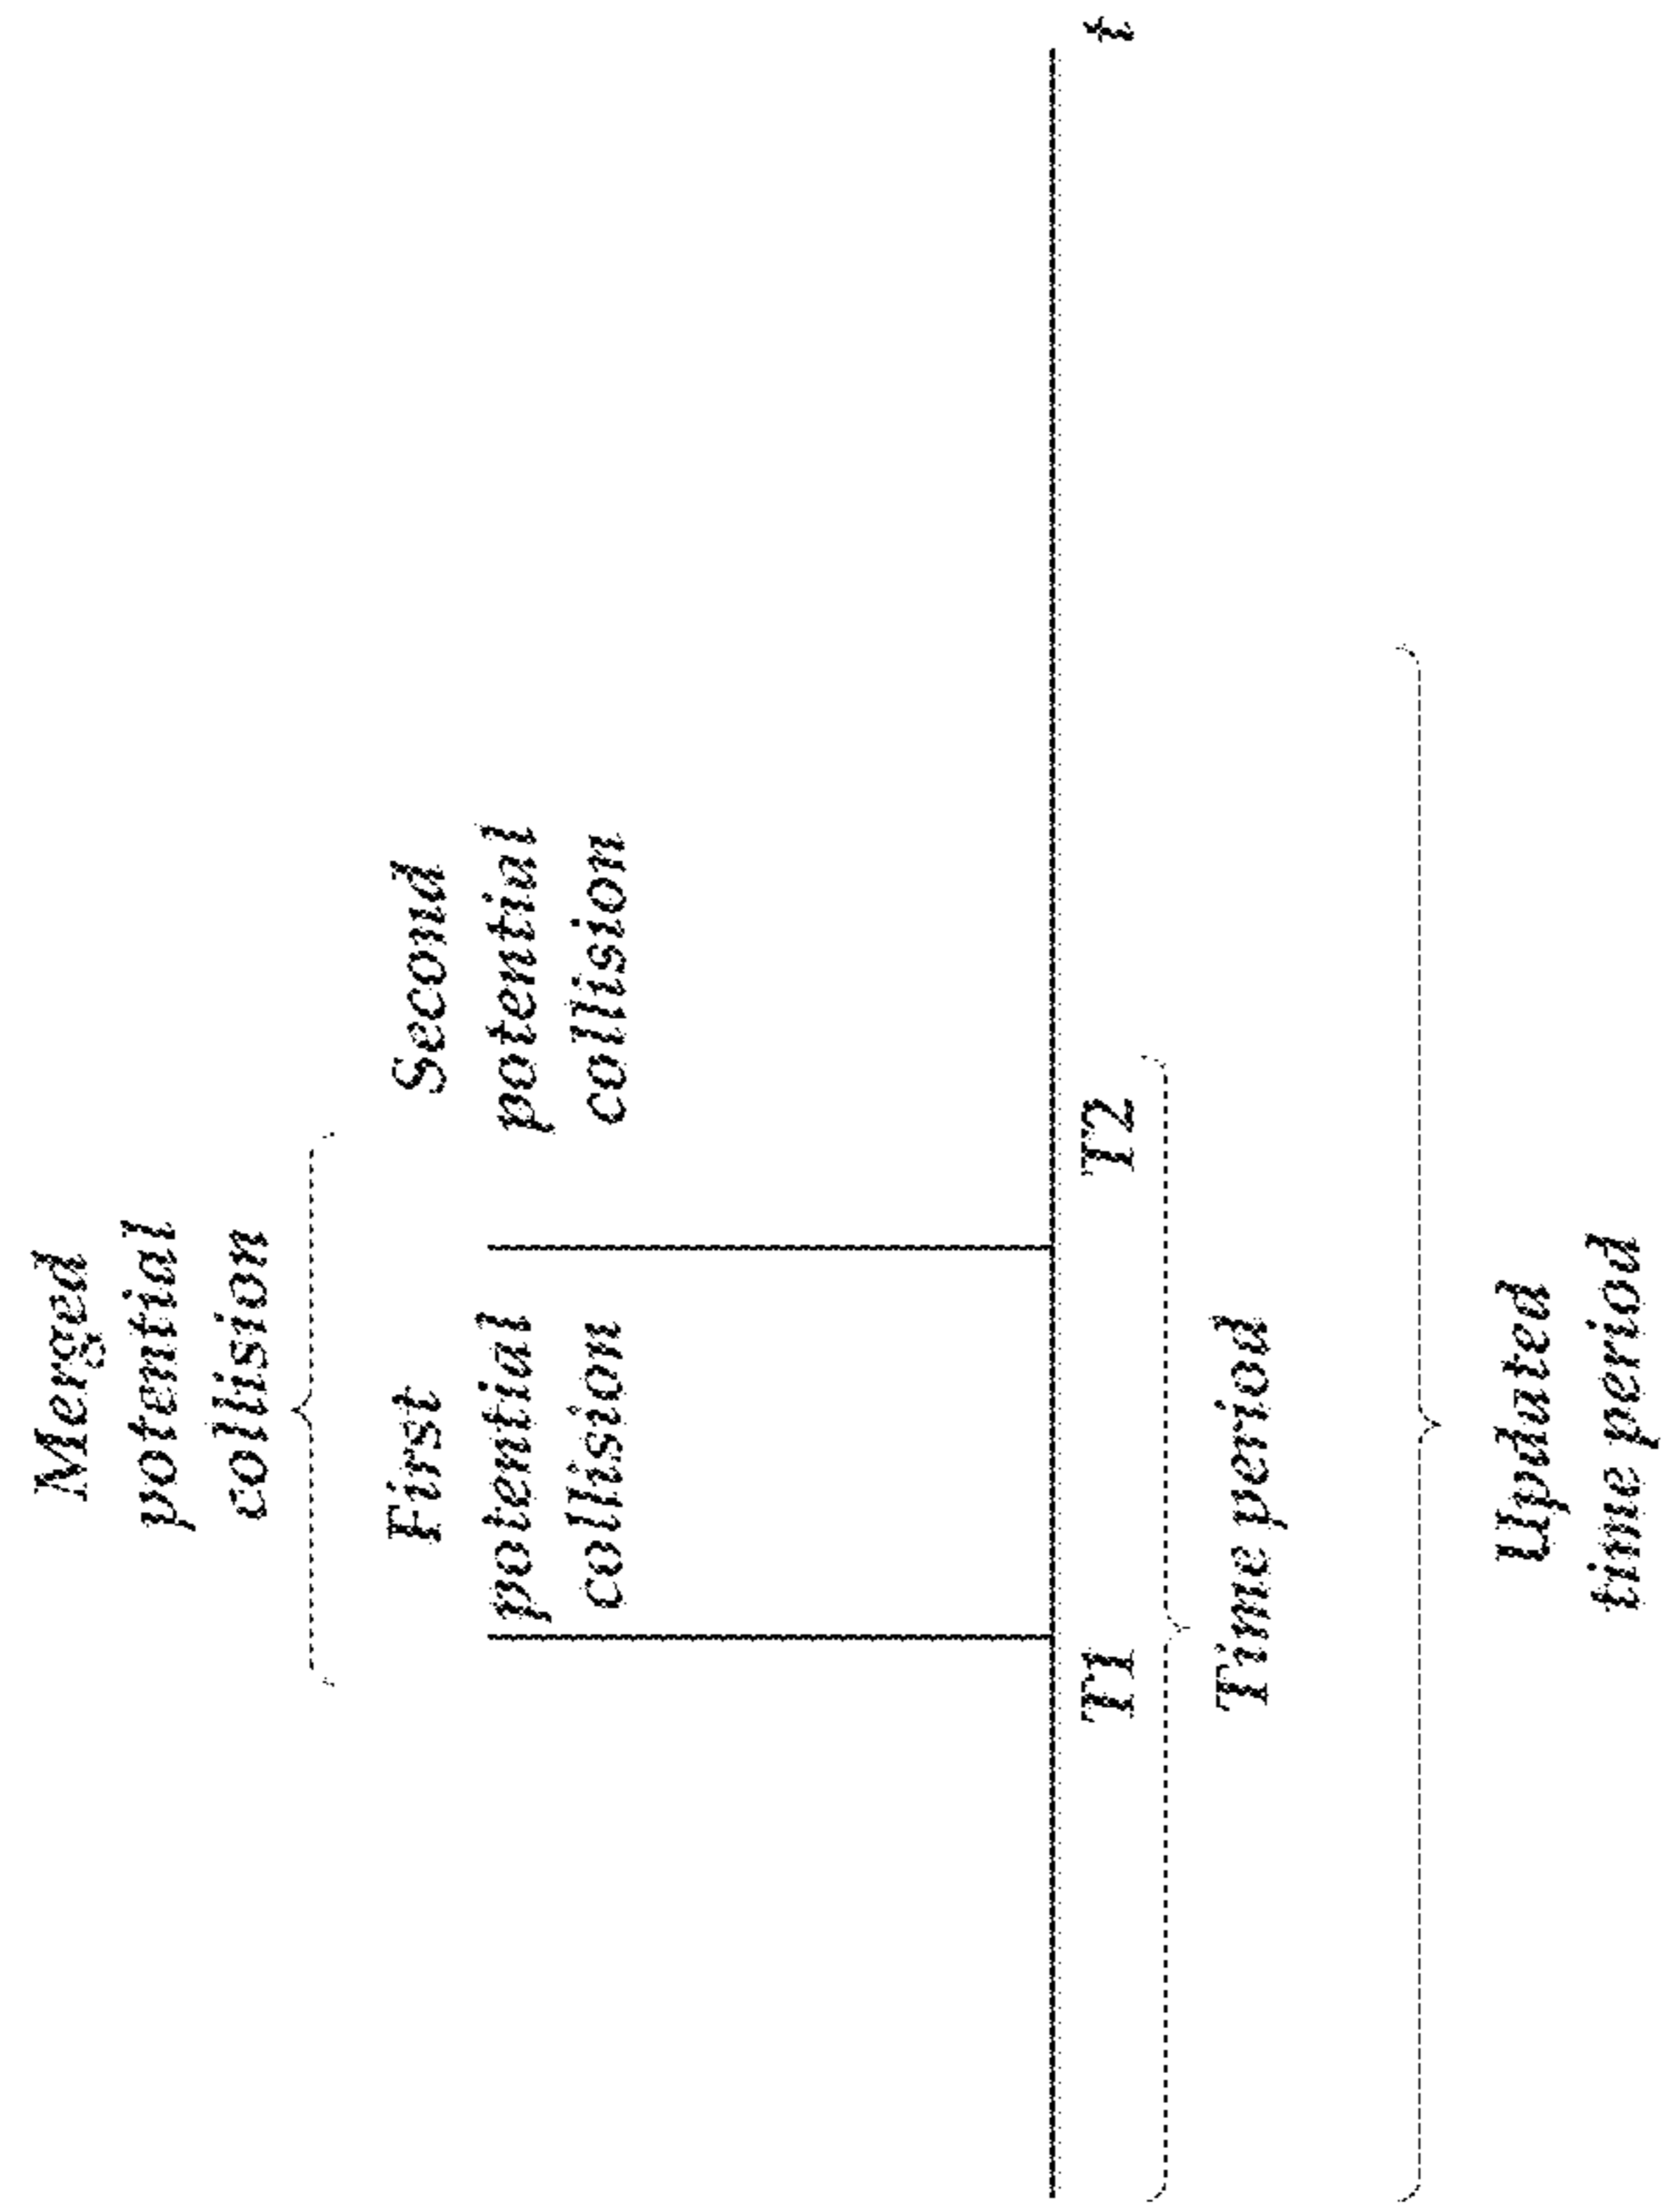 Merged
potential
collision
First
potential
collision
Second
potential
collision
T1
T2
t
Time period
Updated
time period